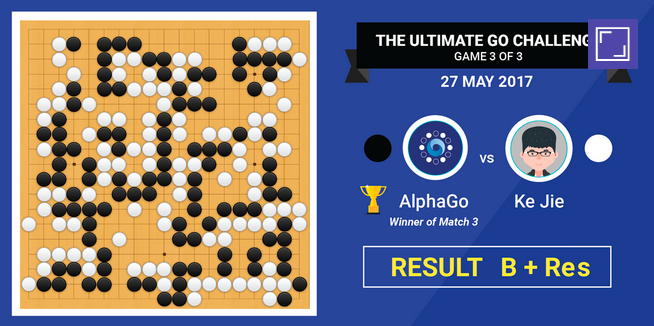 THE ULTIMATE GO CHALLENG
GAME 3 OF 3
27 MAY 2017
vs
AlphaGo
Ke Jie
Winner of Match 3
RESULT B + Res